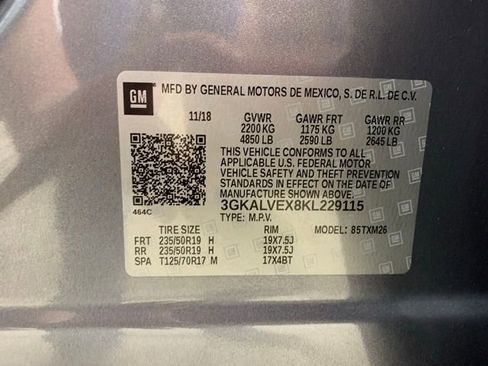 GM
MFD BY GENERAL MOTORS DE MEXICO, S. DE R.L. DE C.V.
11/18 GVWR GAWR FRT GAWR RR
2200 KG 1175 KG 1200 KG
4850 LB 2590 LB 2645 LB
THIS VEHICLE CONFORMS TO ALL
APPLICABLE U.S. FEDERAL MOTOR
VEHICLE SAFETY AND THEFT PREVENTION
STANDARDS IN EFFECT ON THE DATE OF
MANUFACTURE SHOWN ABOVE.
3GKALVEX8KL229115
464C TYPE: M.P.V.
TIRE SIZE RIM MODEL: 85TXM26
FRT 235/50R19 H 19X7.5J
RR 235/50R19 H 19X7.5J
SPA T125/70R17 M 17X4BT